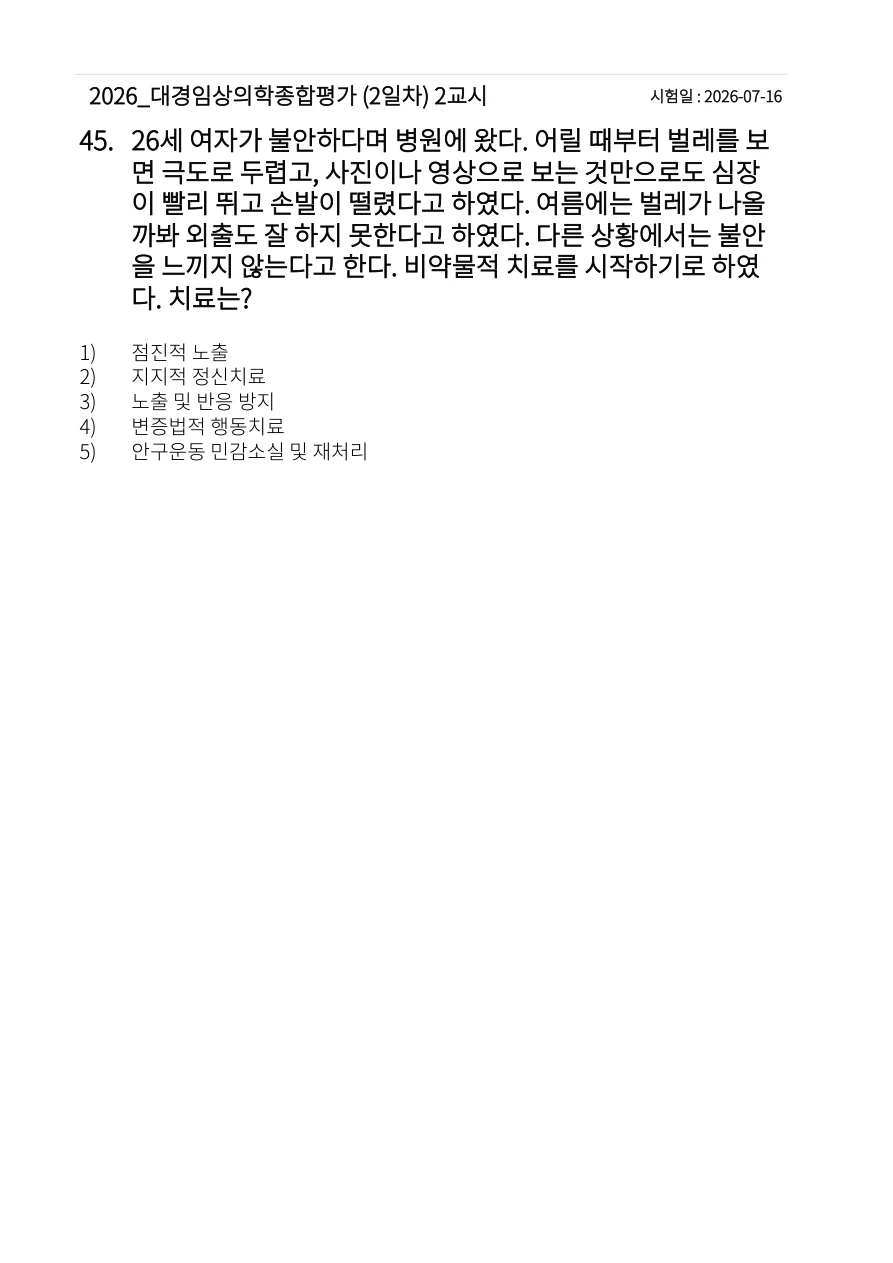 2026_대경임상의학종합평가 (2일차) 2교시 시험일 : 2026-07-16
45. 26세 여자가 불안하다며 병원에 왔다. 어릴 때부터 벌레를 보
면 극도로 두렵고, 사진이나 영상으로 보는 것만으로도 심장
이 빨리 뛰고 손발이 떨렸다고 하였다. 여름에는 벌레가 나올
까봐 외출도 잘 하지 못한다고 하였다. 다른 상황에서는 불안
을 느끼지 않는다고 한다. 비약물적 치료를 시작하기로 하였
다. 치료는?
1) 점진적 노출
2) 지지적 정신치료
3) 노출 및 반응 방지
4) 변증법적 행동치료
5) 안구운동 민감소실 및 재처리